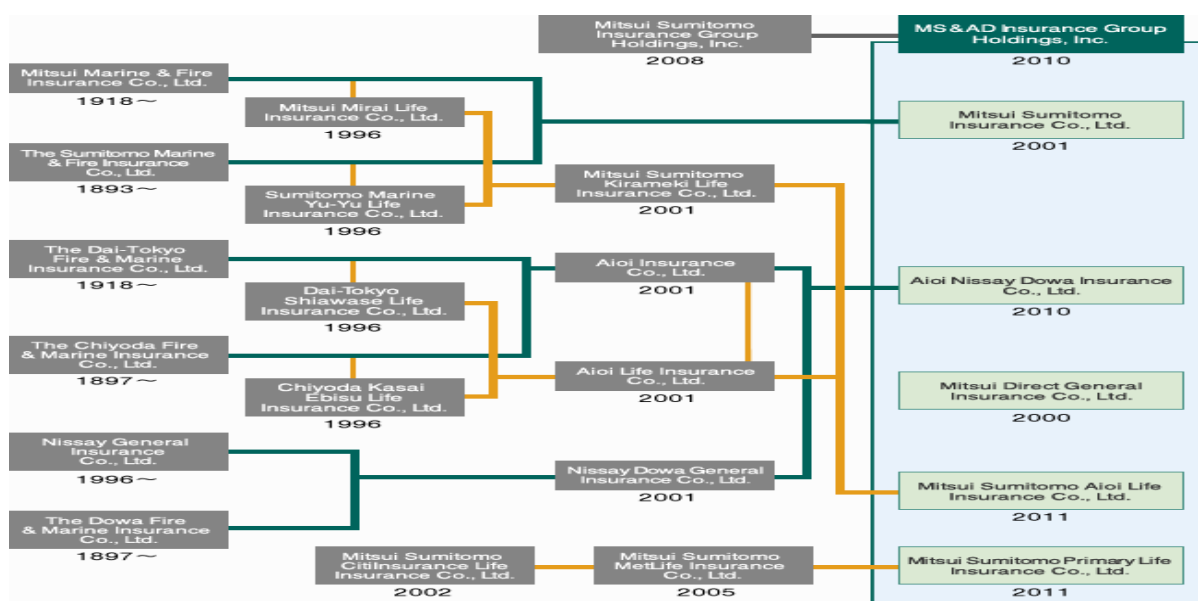 Mitsui Sumitomo
Insurance Group
Holdings, Inc.
2008
MS&AD Insurance Group
Holdings, Inc.
2010
Mitsui Marine & Fire
Insurance Co., Ltd.
1918~
Mitsui Mirai Life
Insurance Co., Ltd.
1996
Mitsui Sumitomo
Insurance Co., Ltd.
2001
The Sumitomo Marine
& Fire Insurance
Co., Ltd.
1893~
Sumitomo Marine
Yu-Yu Life
Insurance Co., Ltd.
1996
Mitsui Sumitomo
Kirameki Life
Insurance Co., Ltd.
2001
The Dai-Tokyo
Fire & Marine
Insurance Co., Ltd.
1918~
Dai-Tokyo
Shiawase Life
Insurance Co., Ltd.
1996
Aioi Insurance
Co., Ltd.
2001
Aioi Nissay Dowa Insurance
Co., Ltd.
2010
The Chiyoda Fire
& Marine Insurance
Co., Ltd.
1897~
Chiyoda Kasai
Ebisu Life
Insurance Co., Ltd.
1996
Aioi Life Insurance
Co., Ltd.
2001
Mitsui Direct General
Insurance Co., Ltd.
2000
Nissay General
Insurance
Co., Ltd.
1996~
Nissay Dowa General
Insurance Co., Ltd.
2001
Mitsui Sumitomo Aioi Life
Insurance Co., Ltd.
2011
The Dowa Fire
& Marine Insurance
Co., Ltd.
1897~
Mitsui Sumitomo
CitiInsurance Life
Insurance Co., Ltd.
2002
Mitsui Sumitomo
MetLife Insurance
Co., Ltd.
2005
Mitsui Sumitomo Primary Life
Insurance Co., Ltd.
2011